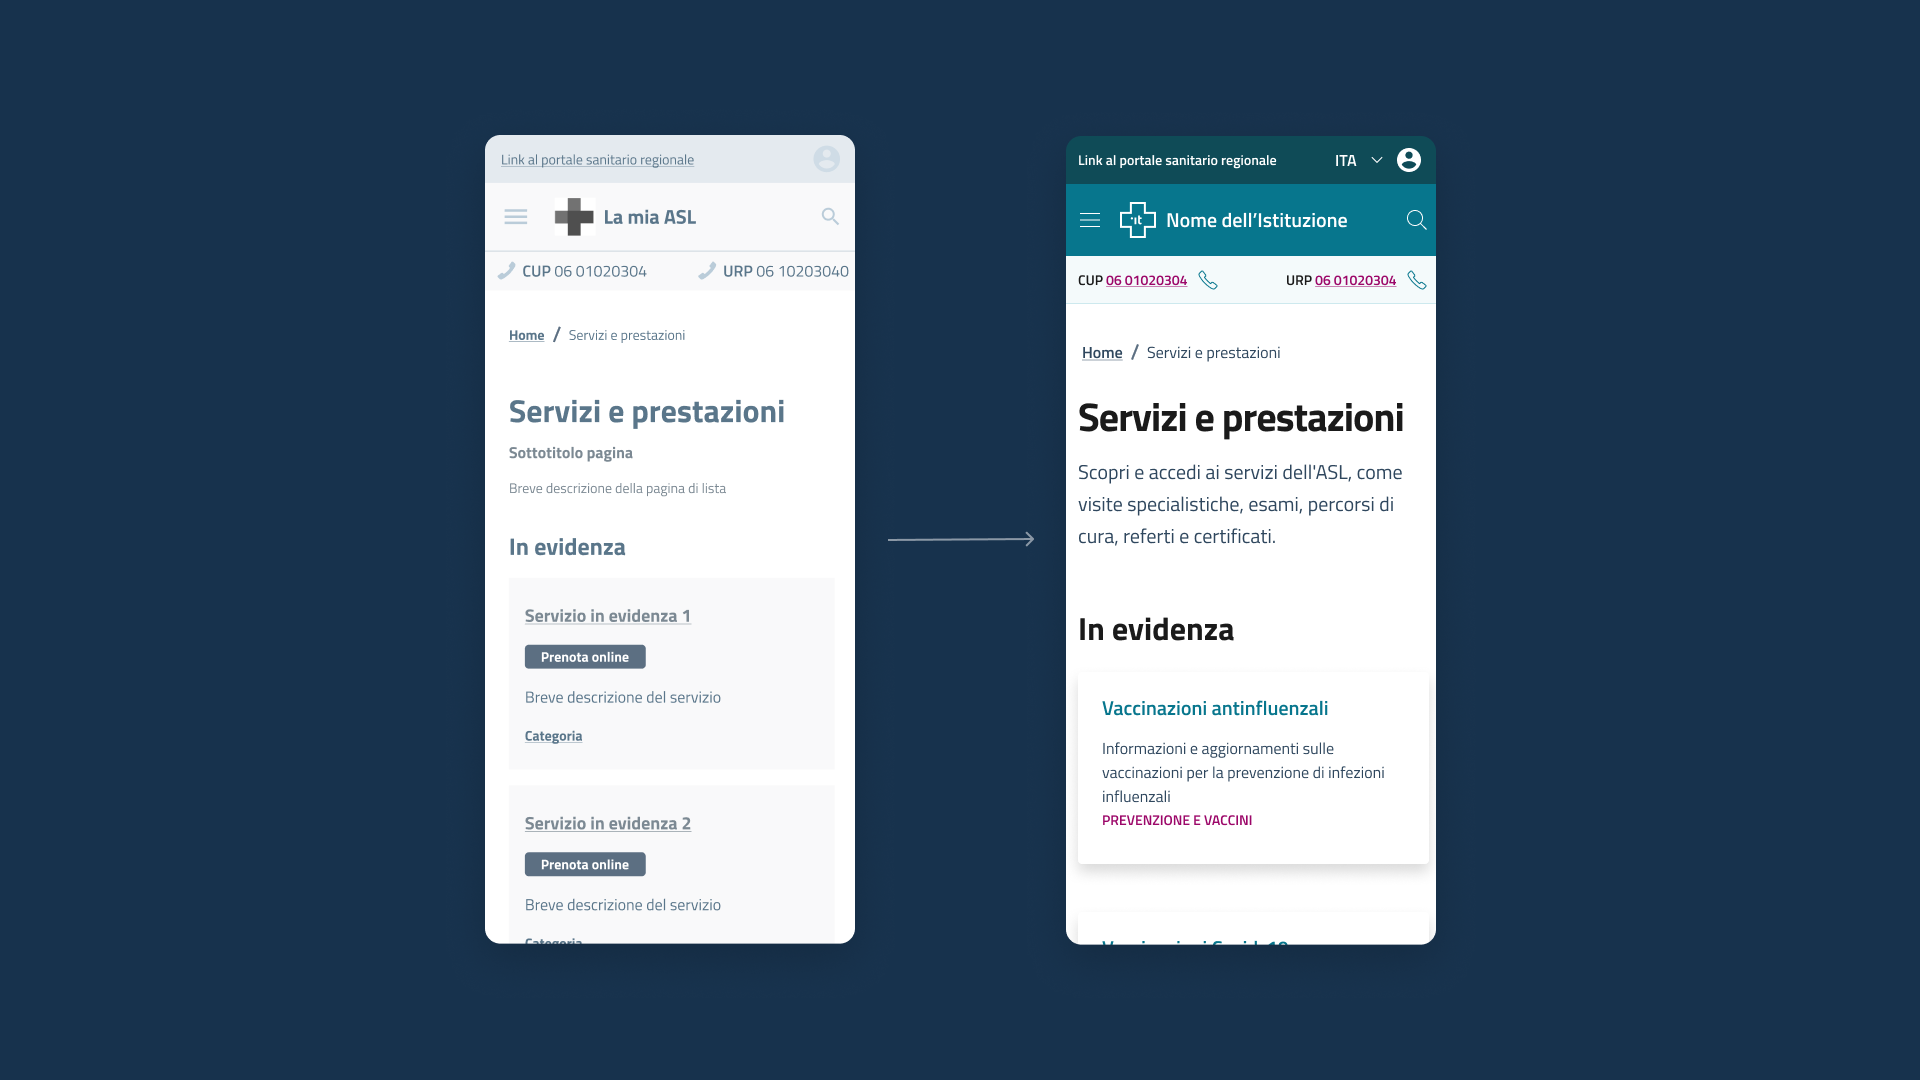 Link al portale sanitario regionale
La mia ASL
CUP 06 01020304
URP 06 10203040
Home / Servizi e prestazioni
Servizi e prestazioni
Sottotitolo pagina
Breve descrizione della pagina di lista
In evidenza
Servizio in evidenza 1
Prenota online
Breve descrizione del servizio
Categoria
Servizio in evidenza 2
Prenota online
Breve descrizione del servizio
Categoria
Link al portale sanitario regionale
ITA
.it
Nome dell’Istituzione
CUP 06 01020304
URP 06 01020304
Home / Servizi e prestazioni
Servizi e prestazioni
Scopri e accedi ai servizi dell'ASL, come
visite specialistiche, esami, percorsi di
cura, referti e certificati.
In evidenza
Vaccinazioni antinfluenzali
Informazioni e aggiornamenti sulle
vaccinazioni per la prevenzione di infezioni
influenzali
PREVENZIONE E VACCINI